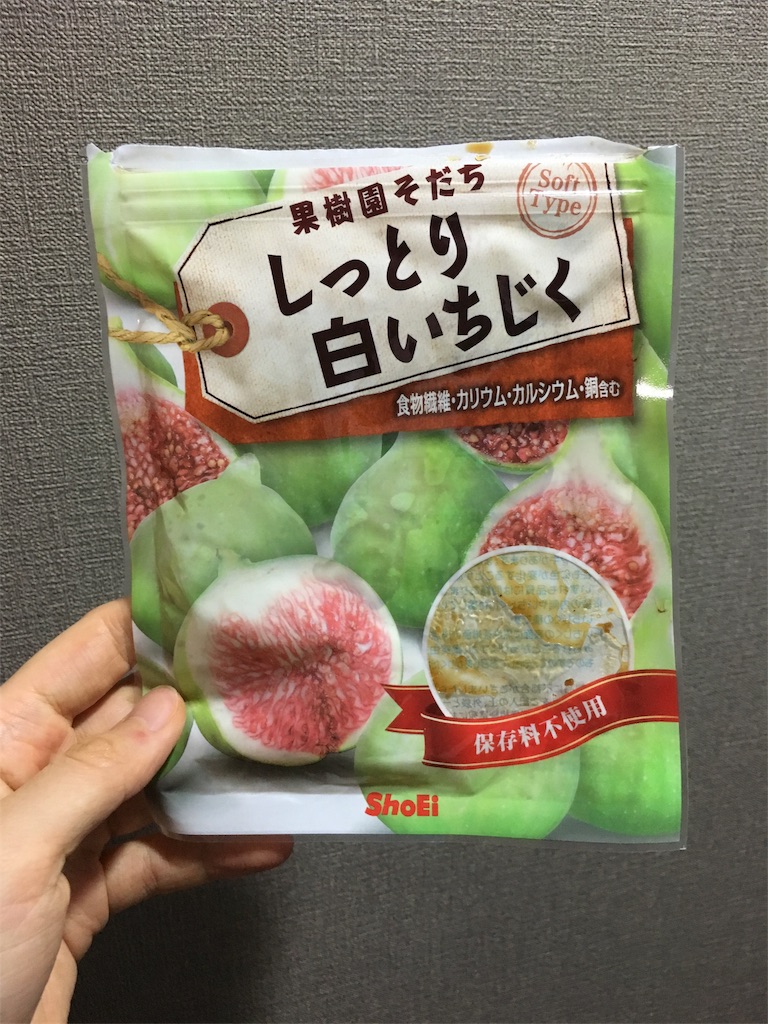 果樹園そだち
Soft
Type
しっとり
白いちじく
食物繊維・カリウム・カルシウム・銅含む
保存料不使用
ShoEi